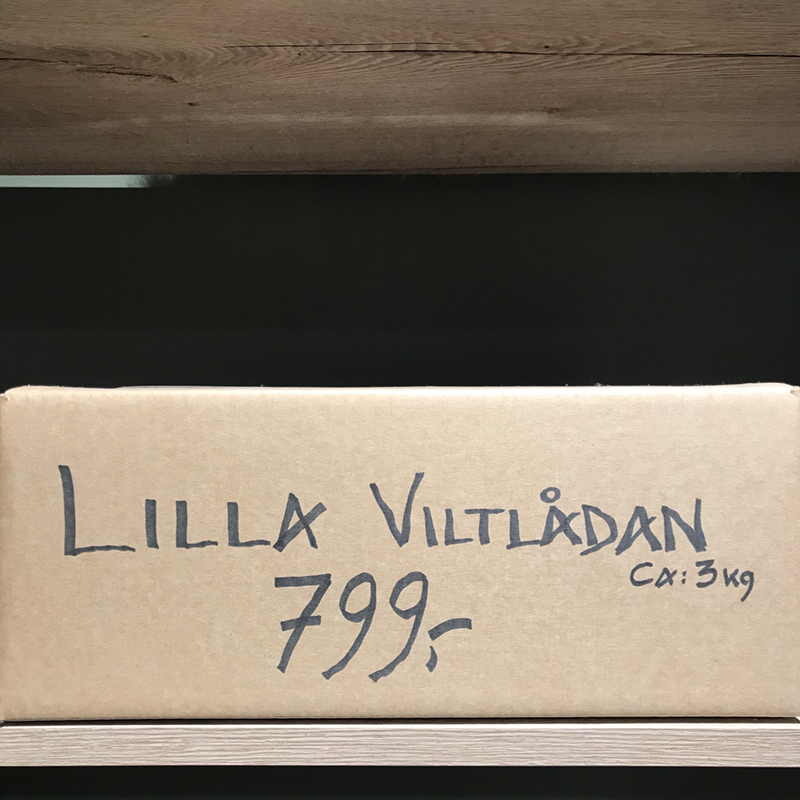 LILLA VILTLÅDAN
CA: 3 kg
799,-